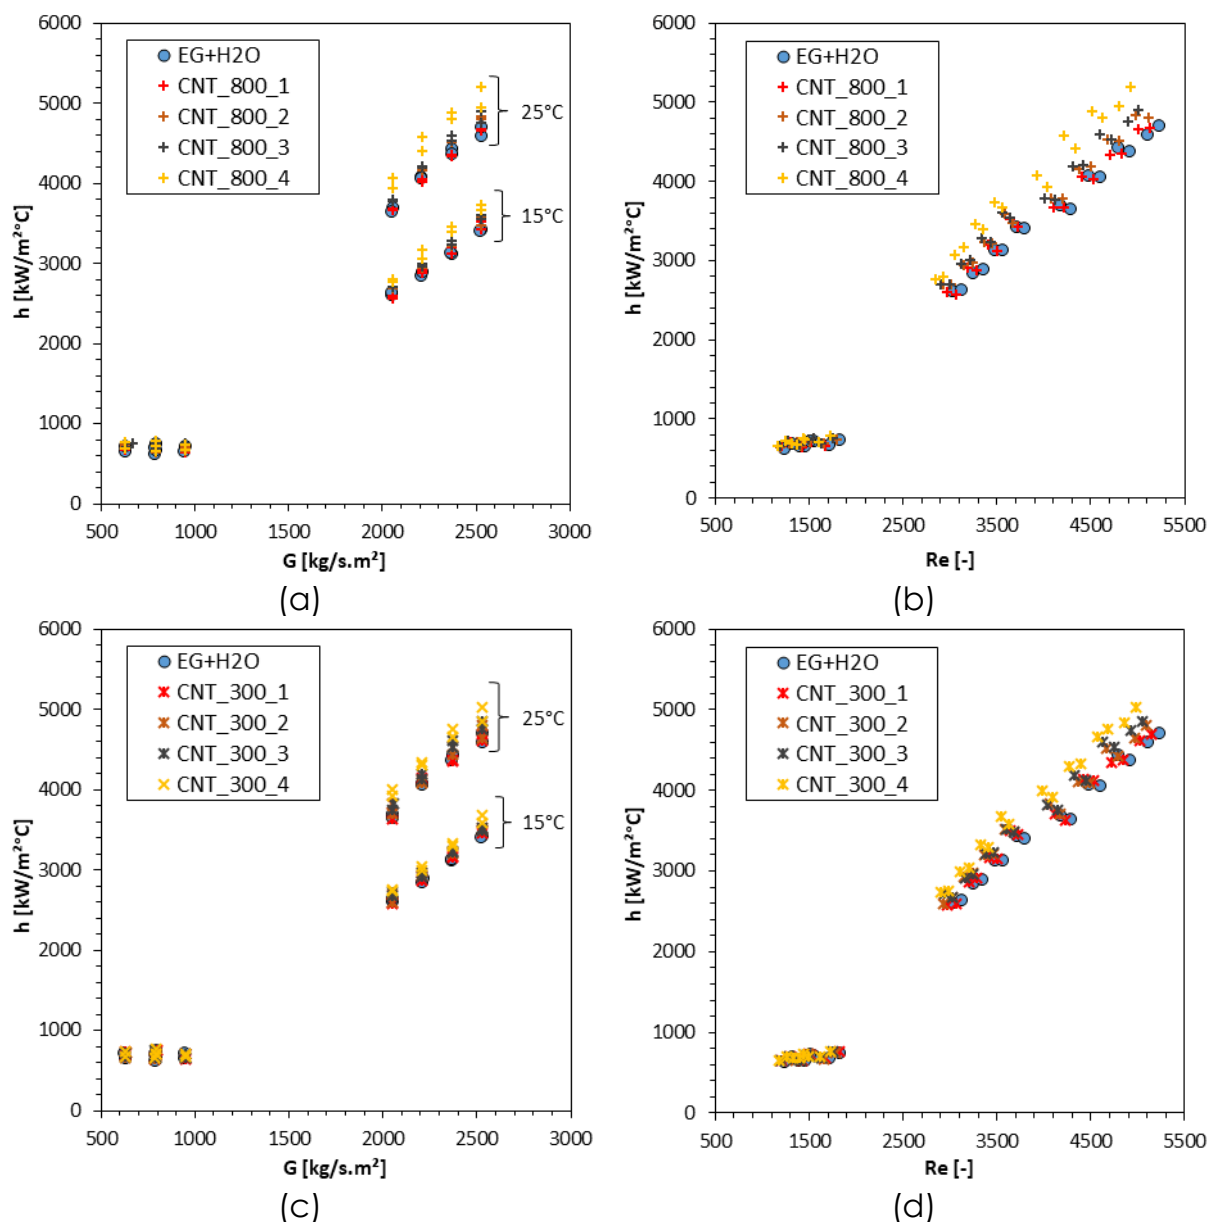 6000
5000
4000
3000
2000
1000
0
h [kW/m²°C]
EG+H2O
CNT_800_1
CNT_800_2
CNT_800_3
CNT_800_4
25°C
15°C
500 1000 1500 2000 2500 3000
G [kg/s.m²]
(a)
6000
5000
4000
3000
2000
1000
0
h [kW/m²°C]
EG+H2O
CNT_800_1
CNT_800_2
CNT_800_3
CNT_800_4
500 1500 2500 3500 4500 5500
Re [-]
(b)
6000
5000
4000
3000
2000
1000
0
h [kW/m²°C]
EG+H2O
CNT_300_1
CNT_300_2
CNT_300_3
CNT_300_4
25°C
15°C
500 1000 1500 2000 2500 3000
G [kg/s.m²]
(c)
6000
5000
4000
3000
2000
1000
0
h [kW/m²°C]
EG+H2O
CNT_300_1
CNT_300_2
CNT_300_3
CNT_300_4
500 1500 2500 3500 4500 5500
Re [-]
(d)